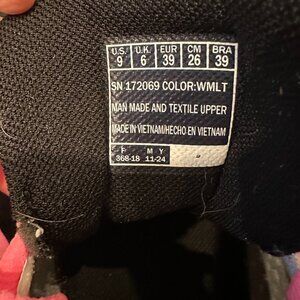 U.S. U.K. EUR CM BRA
9 6 39 26 39
SN 172069 COLOR:WMLT
MAN MADE AND TEXTILE UPPER
MADE IN VIETNAM/HECHO EN VIETNAM
F M Y
368-18 11-24